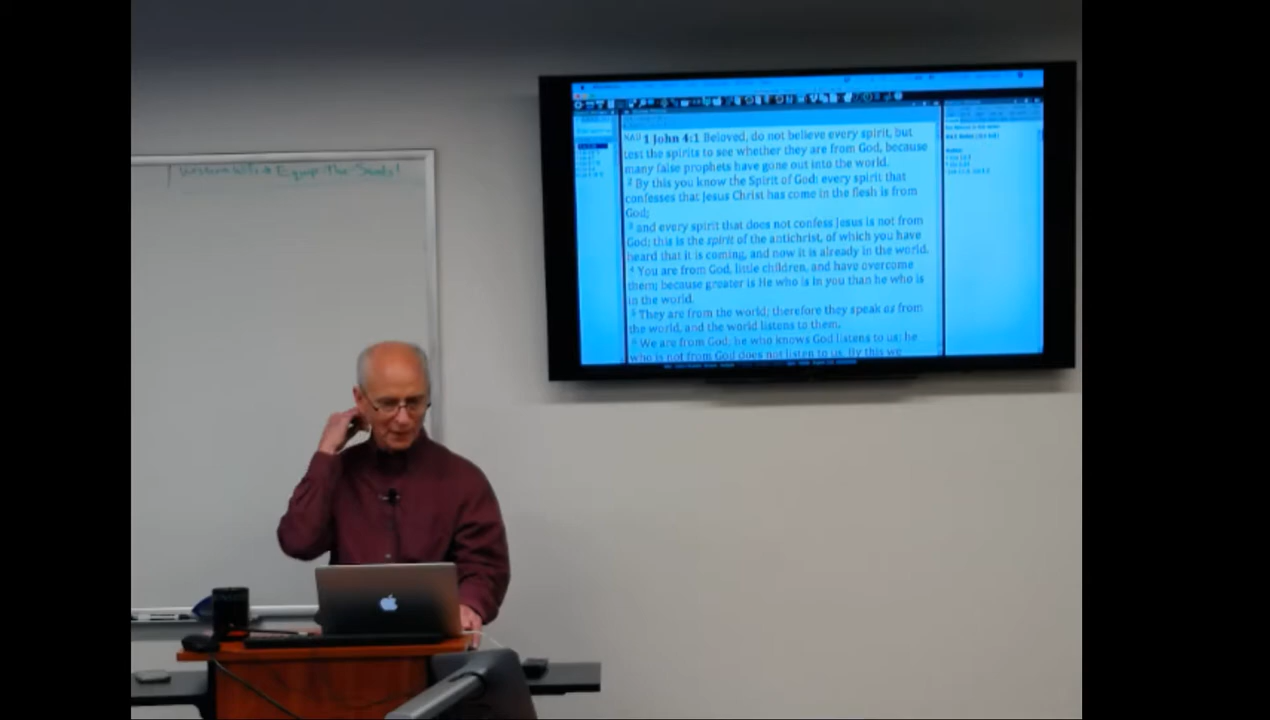 Equip the Saints!
NAU 1 John 4:1 Beloved, do not believe every spirit, but
test the spirits to see whether they are from God, because
many false prophets have gone out into the world.
2 By this you know the Spirit of God: every spirit that
confesses that Jesus Christ has come in the flesh is from
God;
3 and every spirit that does not confess Jesus is not from
God; this is the spirit of the antichrist, of which you have
heard that it is coming, and now it is already in the world.
4 You are from God, little children, and have overcome
them; because greater is He who is in you than he who is
in the world.
5 They are from the world; therefore they speak as from
the world, and the world listens to them.
6 We are from God; he who knows God listens to us; he
who is not from God does not listen to us. By this we